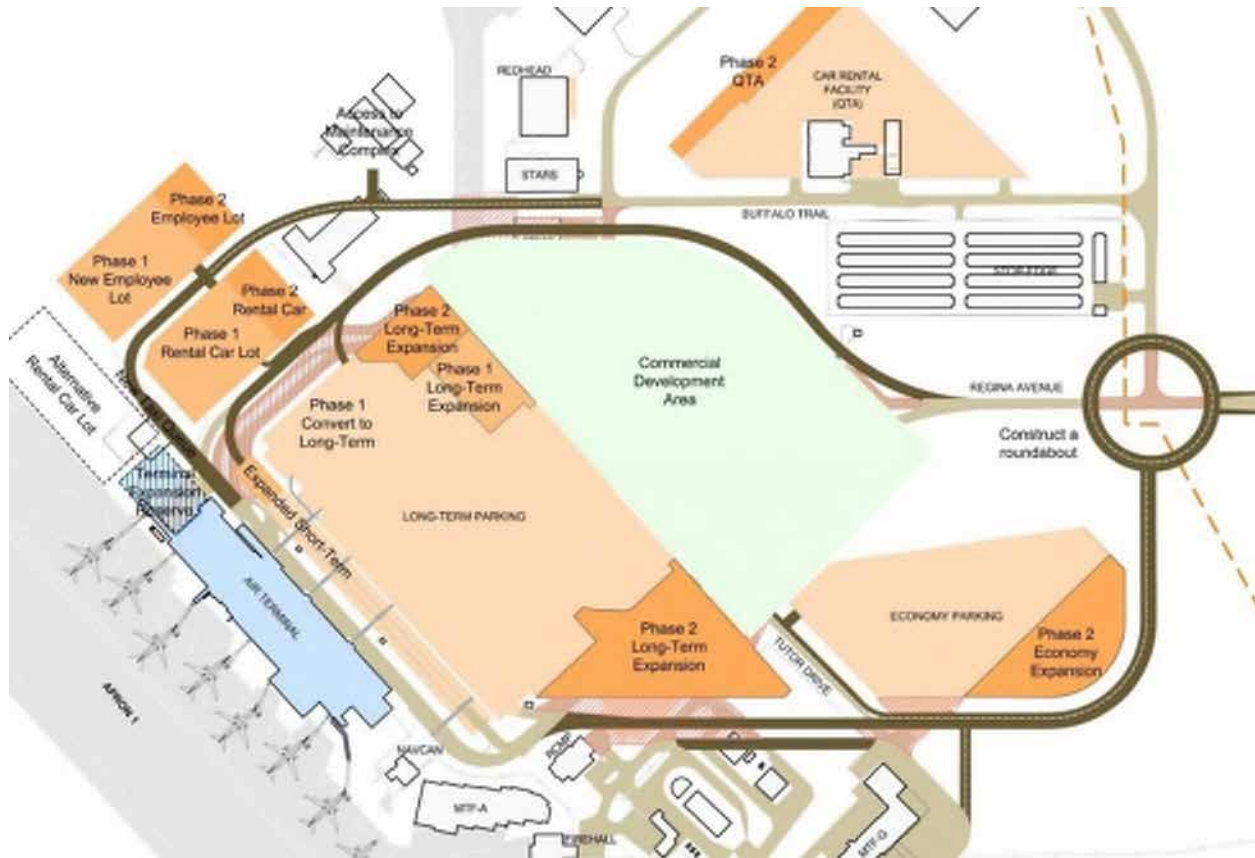 Phase 2
QTA
CAR RENTAL
FACILITY
(QTA)
REDHEAD
Access to
Maintenance
Complex
STARS
Phase 2
Employee Lot
BUFFALO TRAIL
Phase 1
New Employee
Lot
Phase 2
Rental Car
Phase 1
Rental Car Lot
Phase 2
Long-Term
Expansion
Phase 1
Long-Term
Expansion
Commercial
Development
Area
Alternative
Rental Car Lot
REGINA AVENUE
Phase 1
Convert to
Long-Term
Construct a
roundabout
Terminal
Expansion
Reserve
Expanded Short-Term
LONG-TERM PARKING
AIR TERMINAL
Phase 2
Long-Term
Expansion
ECONOMY PARKING
Phase 2
Economy
Expansion
TUTOR DRIVE
APRON 1
NAVCAN
RCMP
MTF-A
FIREHALL
MTF-G